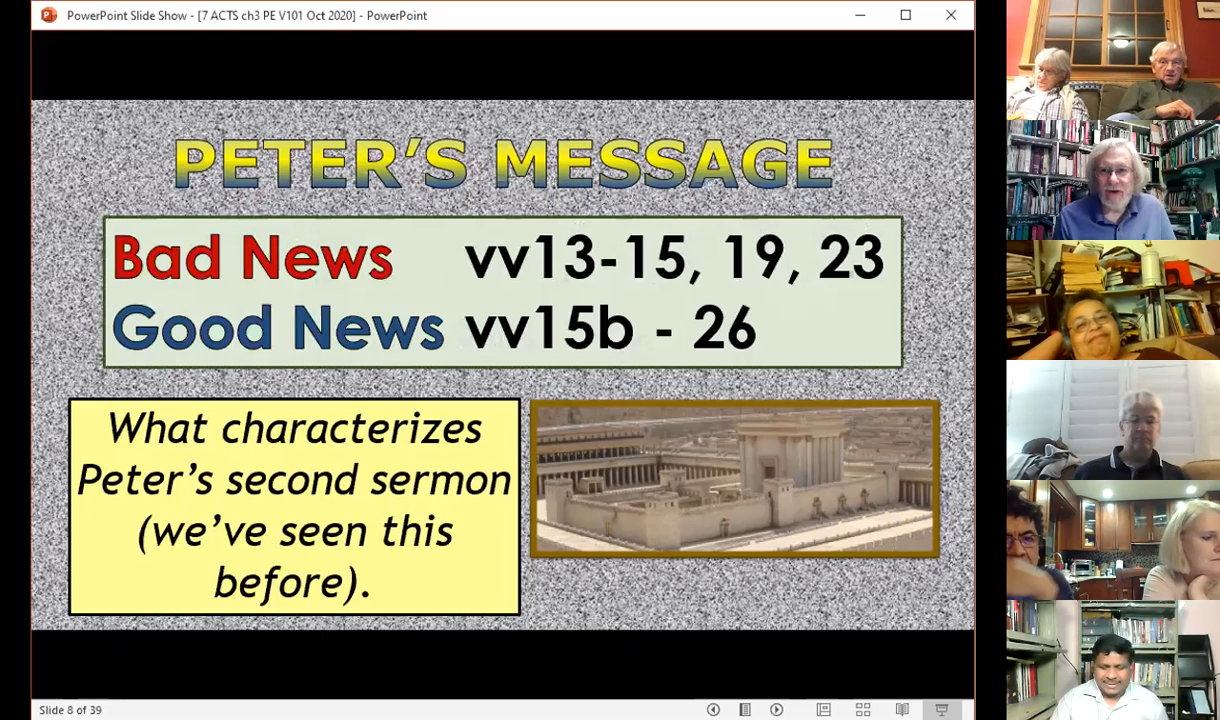 PowerPoint Slide Show - [7 ACTS ch3 PE V101 Oct 2020] - PowerPoint
PETER'S MESSAGE
Bad News vv13-15, 19, 23
Good News vv15b - 26
What characterizes
Peter's second sermon
(we've seen this
before).
Slide 8 of 39